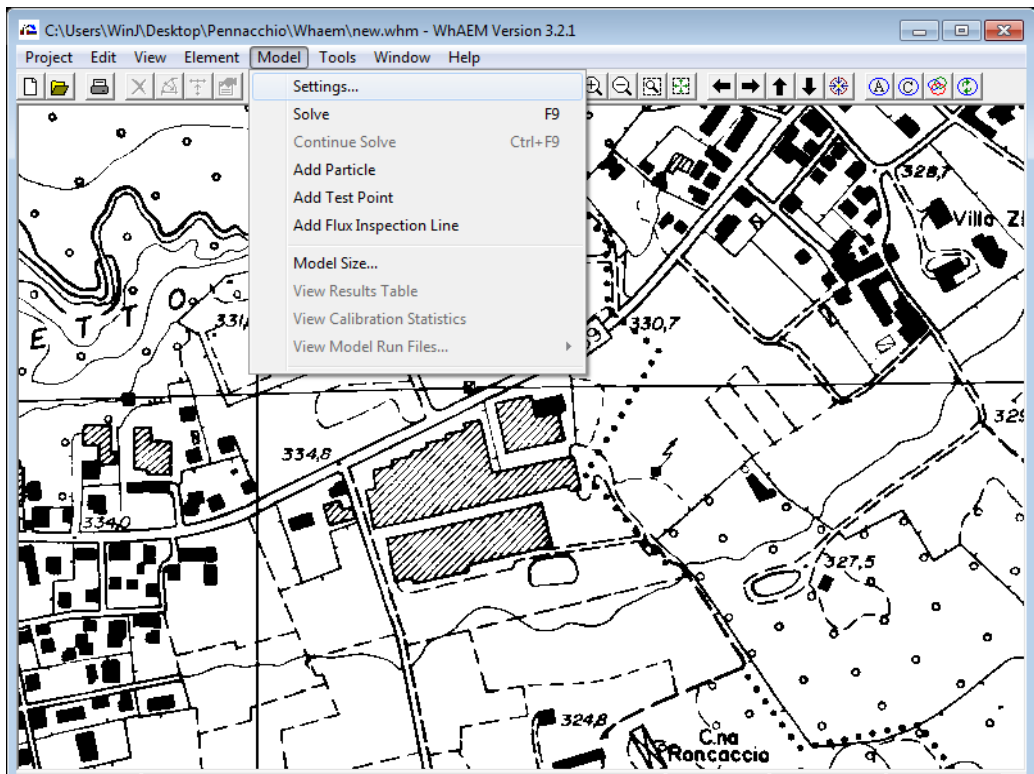 C:\Users\WinJ\Desktop\Pennacchio\Whaem\new.whm - WhAEM Version 3.2.1
Project Edit View Element Model Tools Window Help
A C
Settings...
Solve F9
Continue Solve Ctrl+F9
Add Particle
Add Test Point
Add Flux Inspection Line
Model Size...
View Results Table
View Calibration Statistics
View Model Run Files...
328,7
Villa Zi
E T T O
331,
330,7
9
329
334,8
334,0
327,5
324,8
C.na
Roncaccio